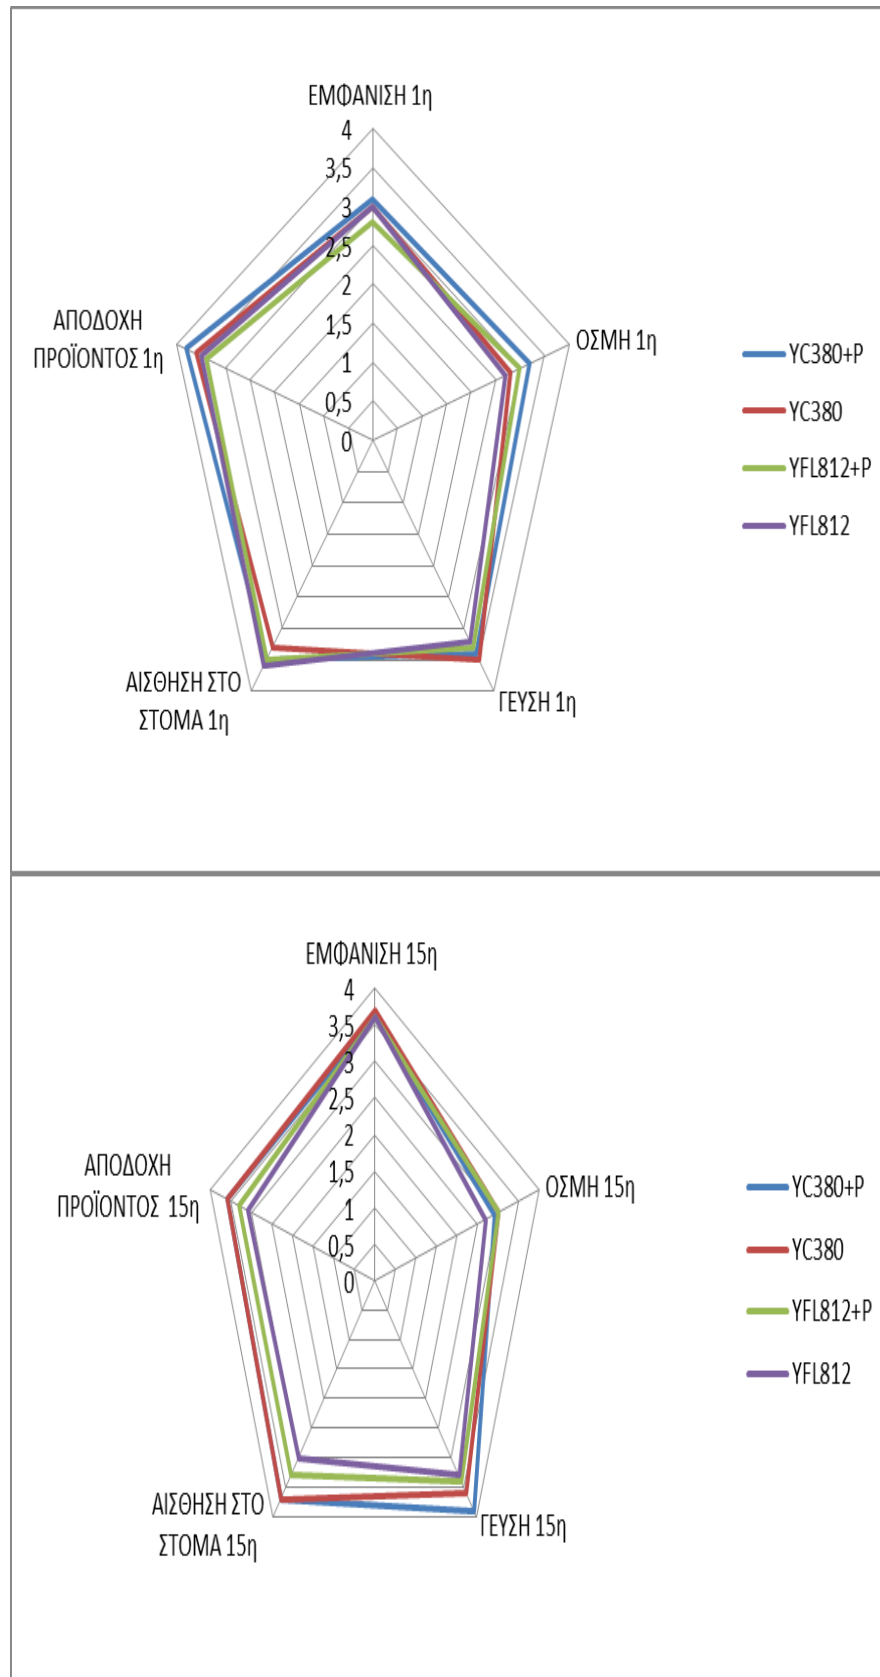 ΕΜΦΑΝΙΣΗ 1η
4
3,5
3
2,5
2
1,5
1
0,5
0
ΟΣΜΗ 1η
ΓΕΥΣΗ 1η
ΑΙΣΘΗΣΗ ΣΤΟ
ΣΤΟΜΑ 1η
ΑΠΟΔΟΧΗ
ΠΡΟΪΟΝΤΟΣ 1η
YC380+P
YC380
YFL812+P
YFL812
ΕΜΦΑΝΙΣΗ 15η
4
3,5
3
2,5
2
1,5
1
0,5
0
ΟΣΜΗ 15η
ΓΕΥΣΗ 15η
ΑΙΣΘΗΣΗ ΣΤΟ
ΣΤΟΜΑ 15η
ΑΠΟΔΟΧΗ
ΠΡΟΪΟΝΤΟΣ 15η
YC380+P
YC380
YFL812+P
YFL812